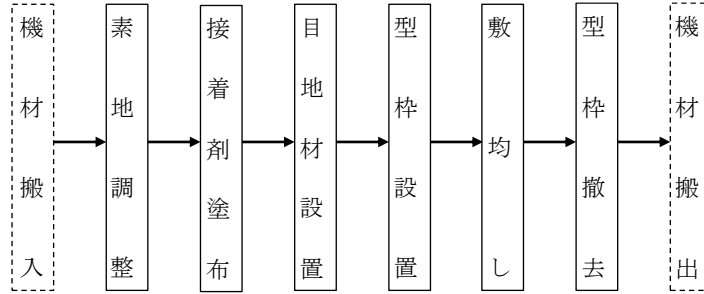 機材搬入
素地調整
接着剤塗布
目地材設置
型枠設置
敷均し
型枠撤去
機材搬出